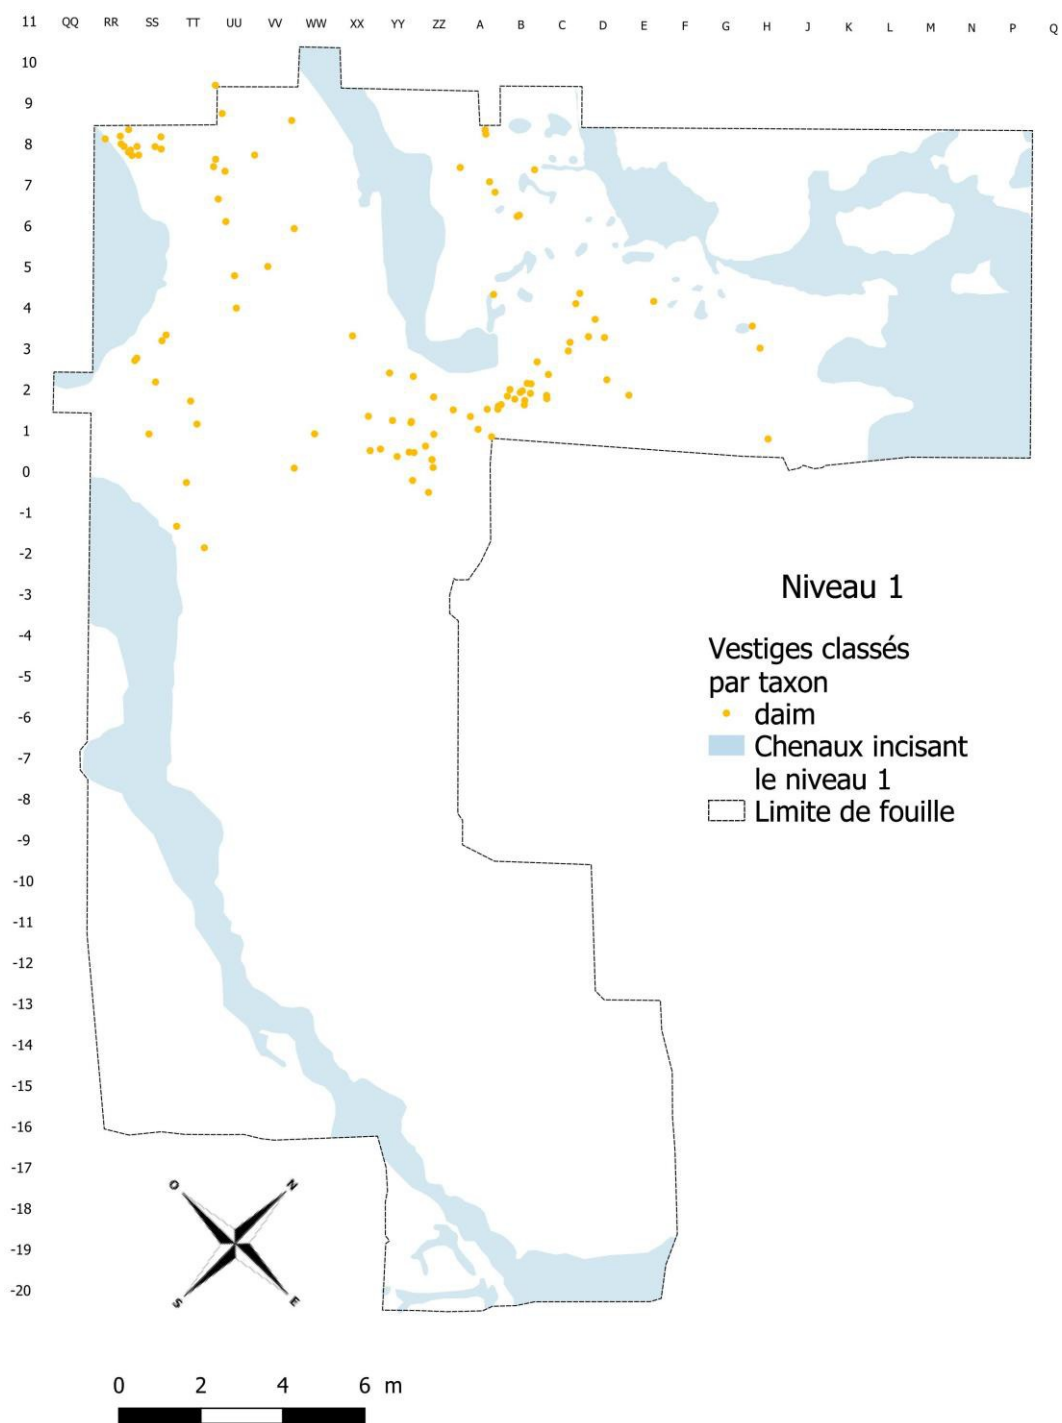 11 QQ RR SS TT UU VV WW XX YY ZZ A B C D E F G H J K L M N P Q
10
9
8
7
6
5
4
3
2
1
0
-1
-2
-3
-4
-5
-6
-7
-8
-9
-10
-11
-12
-13
-14
-15
-16
-17
-18
-19
-20
Niveau 1
Vestiges classés
par taxon
daim
Chenaux incisant
le niveau 1
Limite de fouille
O N
S E
0 2 4 6 m